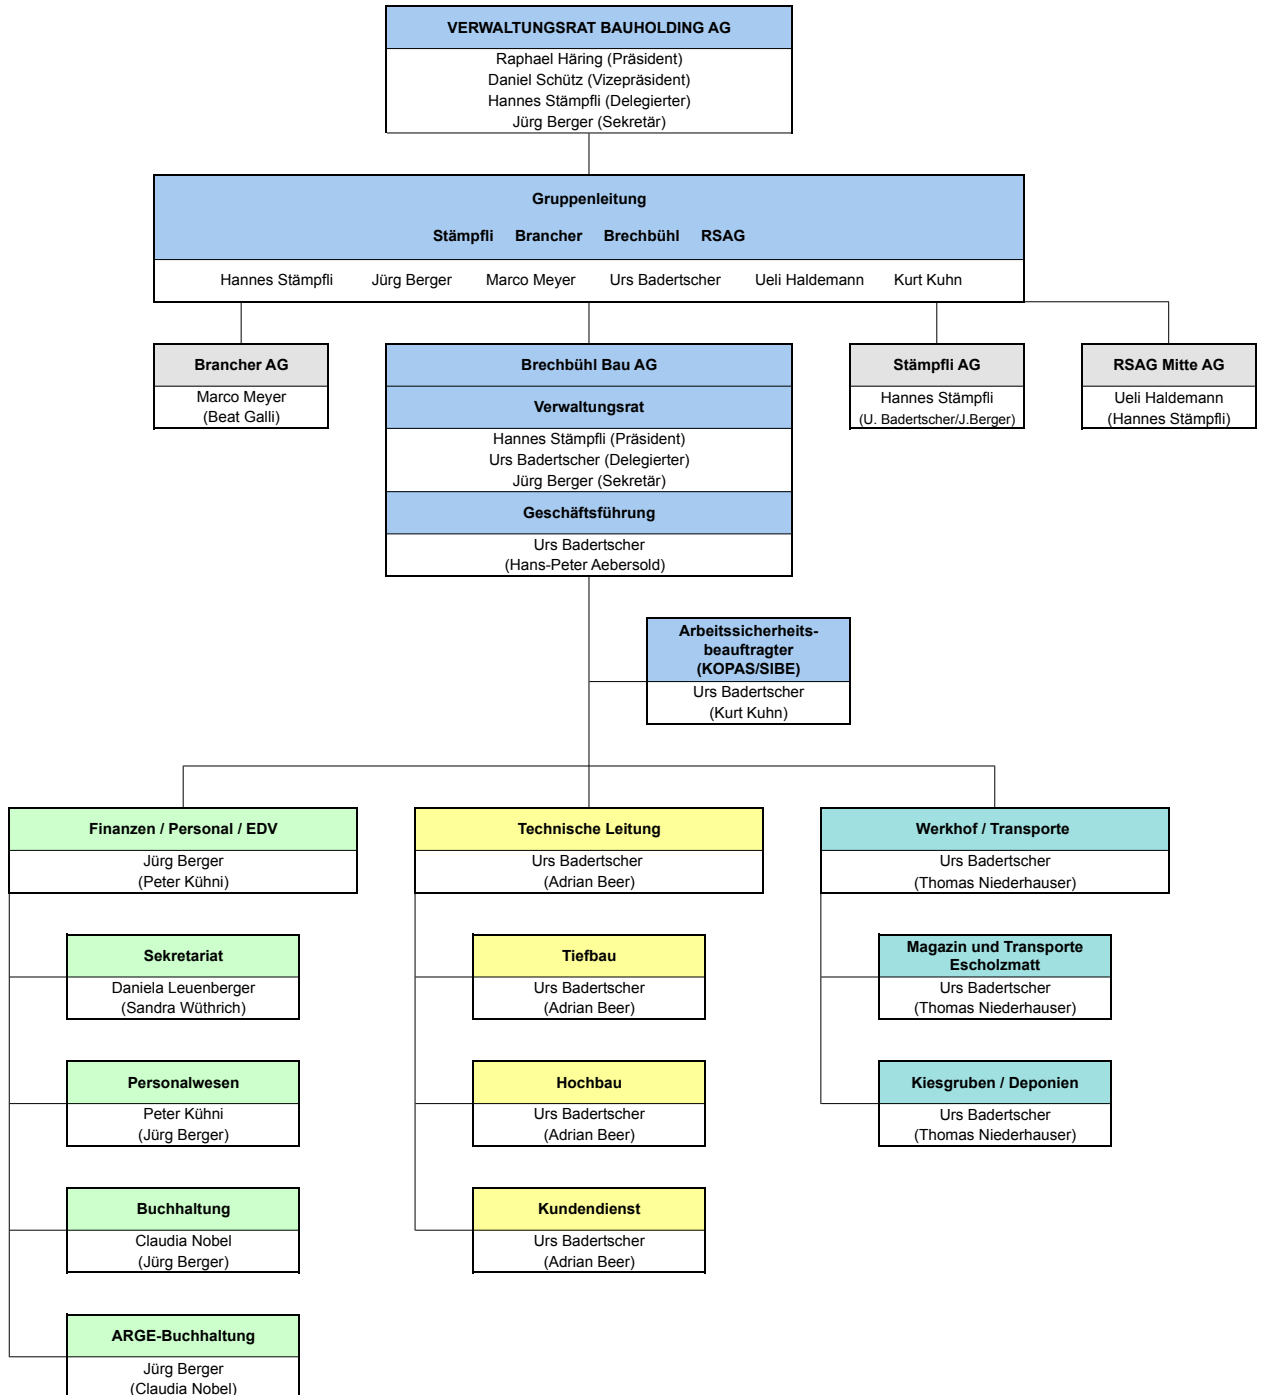 VERWALTUNGSRAT BAUHOLDING AG
Raphael Häring (Präsident)
Daniel Schütz (Vizepräsident)
Hannes Stämpfli (Delegierter)
Jürg Berger (Sekretär)
Gruppenleitung
Stämpfli Brancher Brechbühl RSAG
Hannes Stämpfli Jürg Berger Marco Meyer Urs Badertscher Ueli Haldemann Kurt Kuhn
Brancher AG
Marco Meyer
(Beat Galli)
Brechbühl Bau AG
Verwaltungsrat
Hannes Stämpfli (Präsident)
Urs Badertscher (Delegierter)
Jürg Berger (Sekretär)
Geschäftsführung
Urs Badertscher
(Hans-Peter Aebersold)
Stämpfli AG
Hannes Stämpfli
(U. Badertscher/J.Berger)
RSAG Mitte AG
Ueli Haldemann
(Hannes Stämpfli)
Arbeitssicherheits-
beauftragter
(KOPAS/SIBE)
Urs Badertscher
(Kurt Kuhn)
Finanzen / Personal / EDV
Jürg Berger
(Peter Kühni)
Sekretariat
Daniela Leuenberger
(Sandra Wüthrich)
Personalwesen
Peter Kühni
(Jürg Berger)
Buchhaltung
Claudia Nobel
(Jürg Berger)
ARGE-Buchhaltung
Jürg Berger
(Claudia Nobel)
Technische Leitung
Urs Badertscher
(Adrian Beer)
Tiefbau
Urs Badertscher
(Adrian Beer)
Hochbau
Urs Badertscher
(Adrian Beer)
Kundendienst
Urs Badertscher
(Adrian Beer)
Werkhof / Transporte
Urs Badertscher
(Thomas Niederhauser)
Magazin und Transporte
Escholzmatt
Urs Badertscher
(Thomas Niederhauser)
Kiesgruben / Deponien
Urs Badertscher
(Thomas Niederhauser)